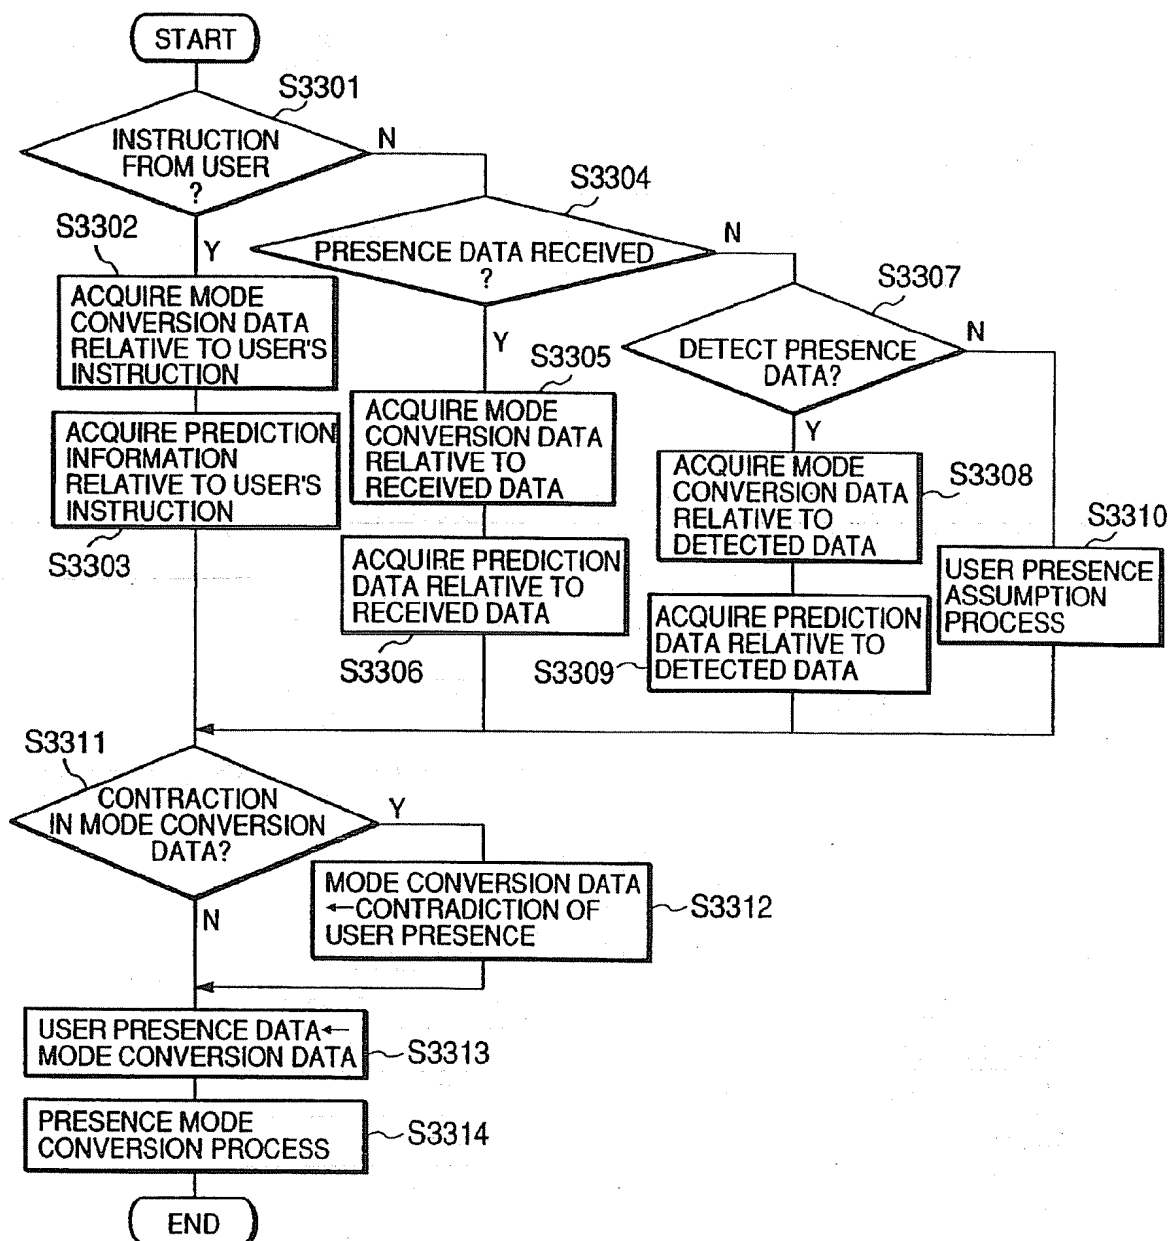 START
S3301
INSTRUCTION
FROM USER
?
N
S3304
S3302
Y
PRESENCE DATA RECEIVED
?
N
S3307
ACQUIRE MODE
CONVERSION DATA
RELATIVE TO USER'S
INSTRUCTION
Y
S3305
DETECT PRESENCE
DATA?
N
ACQUIRE PREDICTION
INFORMATION
RELATIVE TO USER'S
INSTRUCTION
S3303
ACQUIRE MODE
CONVERSION DATA
RELATIVE TO
RECEIVED DATA
Y
ACQUIRE MODE
CONVERSION DATA
RELATIVE TO
DETECTED DATA
S3308
S3310
ACQUIRE PREDICTION
DATA RELATIVE TO
RECEIVED DATA
S3306
USER PRESENCE
ASSUMPTION
PROCESS
ACQUIRE PREDICTION
DATA RELATIVE TO
DETECTED DATA
S3309
S3311
CONTRACTION
IN MODE CONVERSION
DATA?
Y
N
MODE CONVERSION DATA
←CONTRADICTION OF
USER PRESENCE
S3312
USER PRESENCE DATA←
MODE CONVERSION DATA
S3313
PRESENCE MODE
CONVERSION PROCESS
S3314
END